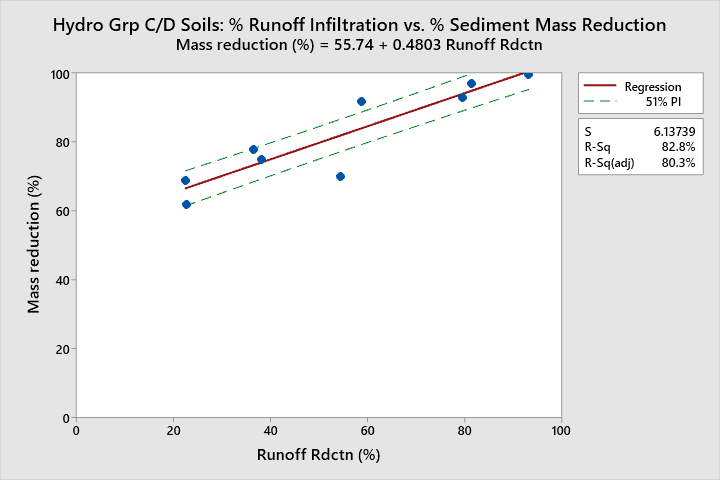 Hydro Grp C/D Soils: % Runoff Infiltration vs. % Sediment Mass Reduction
Mass reduction (%) = 55.74 + 0.4803 Runoff Rdctn
100
80
60
40
20
0
Mass reduction (%)
0 20 40 60 80 100
Runoff Rdctn (%)
Regression
51% PI
S 6.13739
R-Sq 82.8%
R-Sq(adj) 80.3%